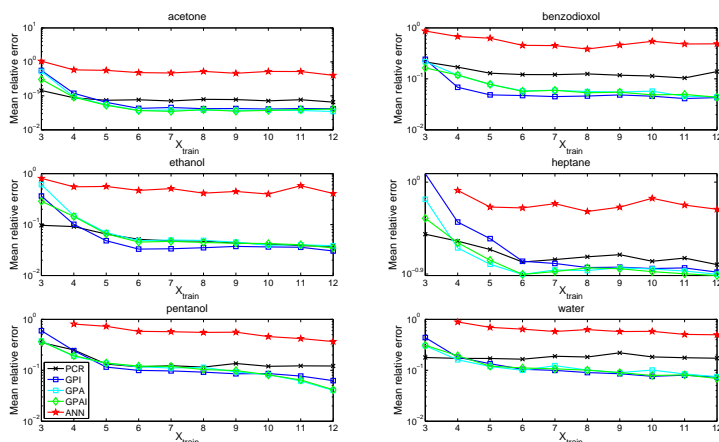 acetone
Mean relative error
10^1
10^0
10^-1
10^-2
3 4 5 6 7 8 9 10 11 12
X_train
benzodioxol
Mean relative error
10^0
10^-1
10^-2
3 4 5 6 7 8 9 10 11 12
X_train
ethanol
Mean relative error
10^0
10^-1
10^-2
3 4 5 6 7 8 9 10 11 12
X_train
heptane
Mean relative error
10^0
10^-0.9
3 4 5 6 7 8 9 10 11 12
X_train
pentanol
Mean relative error
10^0
10^-1
10^-2
PCR
GPI
GPA
GPAI
ANN
3 4 5 6 7 8 9 10 11 12
X_train
water
Mean relative error
10^0
10^-1
10^-2
3 4 5 6 7 8 9 10 11 12
X_train